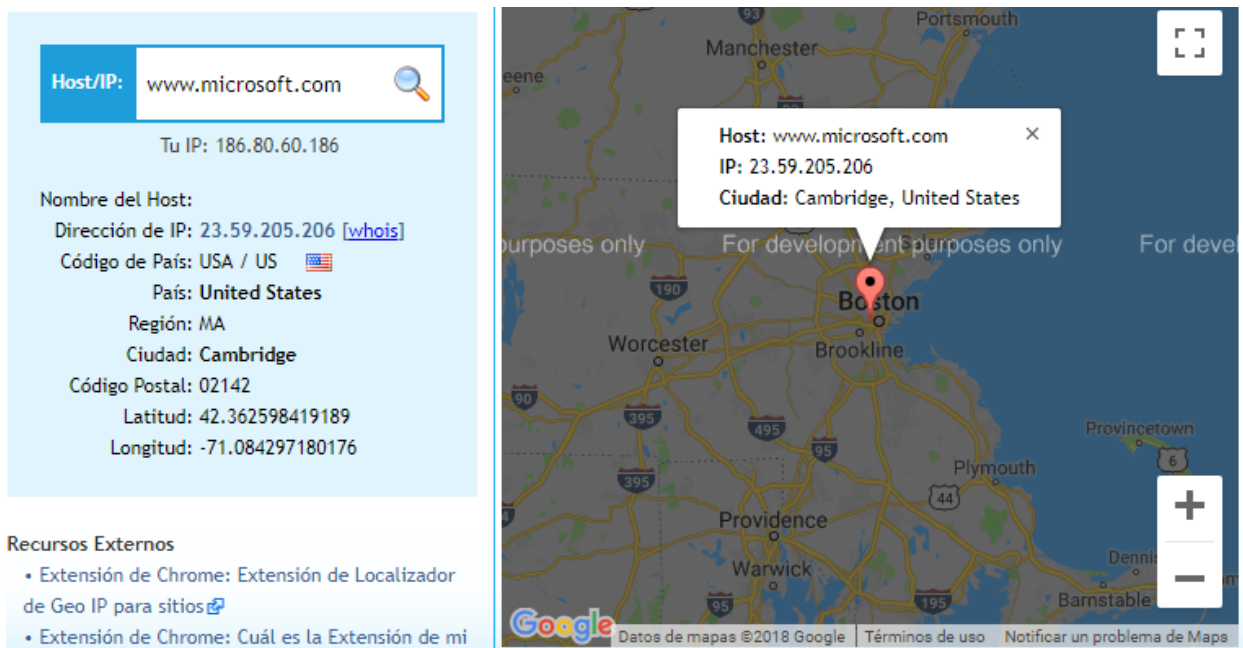 Host/IP: www.microsoft.com
Tu IP: 186.80.60.186
Nombre del Host:
Dirección de IP: 23.59.205.206 [whois]
Código de País: USA / US
País: United States
Región: MA
Ciudad: Cambridge
Código Postal: 02142
Latitud: 42.362598419189
Longitud: -71.084297180176
Recursos Externos
• Extensión de Chrome: Extensión de Localizador
de Geo IP para sitios
• Extensión de Chrome: Cuál es la Extensión de mi
93
Portsmouth
Manchester
eene
93
Host: www.microsoft.com ×
IP: 23.59.205.206
Ciudad: Cambridge, United States
urposes only For development purposes only For devel
190
Boston
Worcester
Brookline
90
395
495
95
Provincetown
6
Plymouth
395
44
Providence
Dennis
Warwick
95
195
Barnstable
+
−
Google
Datos de mapas ©2018 Google Términos de uso Notificar un problema de Maps